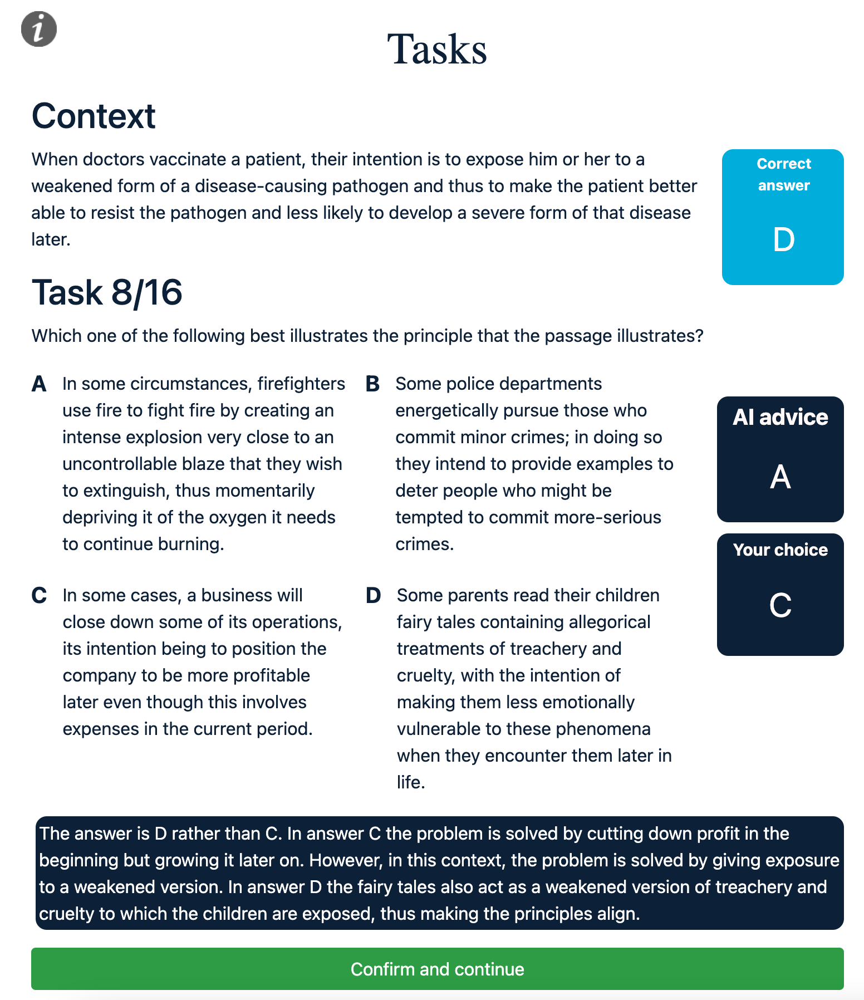 i
Tasks
Context
When doctors vaccinate a patient, their intention is to expose him or her to a
weakened form of a disease-causing pathogen and thus to make the patient better
able to resist the pathogen and less likely to develop a severe form of that disease
later.
Correct
answer
D
Task 8/16
Which one of the following best illustrates the principle that the passage illustrates?
A
In some circumstances, firefighters
use fire to fight fire by creating an
intense explosion very close to an
uncontrollable blaze that they wish
to extinguish, thus momentarily
depriving it of the oxygen it needs
to continue burning.
B
Some police departments
energetically pursue those who
commit minor crimes; in doing so
they intend to provide examples to
deter people who might be
tempted to commit more-serious
crimes.
AI advice
A
Your choice
C
C
In some cases, a business will
close down some of its operations,
its intention being to position the
company to be more profitable
later even though this involves
expenses in the current period.
D
Some parents read their children
fairy tales containing allegorical
treatments of treachery and
cruelty, with the intention of
making them less emotionally
vulnerable to these phenomena
when they encounter them later in
life.
The answer is D rather than C. In answer C the problem is solved by cutting down profit in the
beginning but growing it later on. However, in this context, the problem is solved by giving exposure
to a weakened version. In answer D the fairy tales also act as a weakened version of treachery and
cruelty to which the children are exposed, thus making the principles align.
Confirm and continue